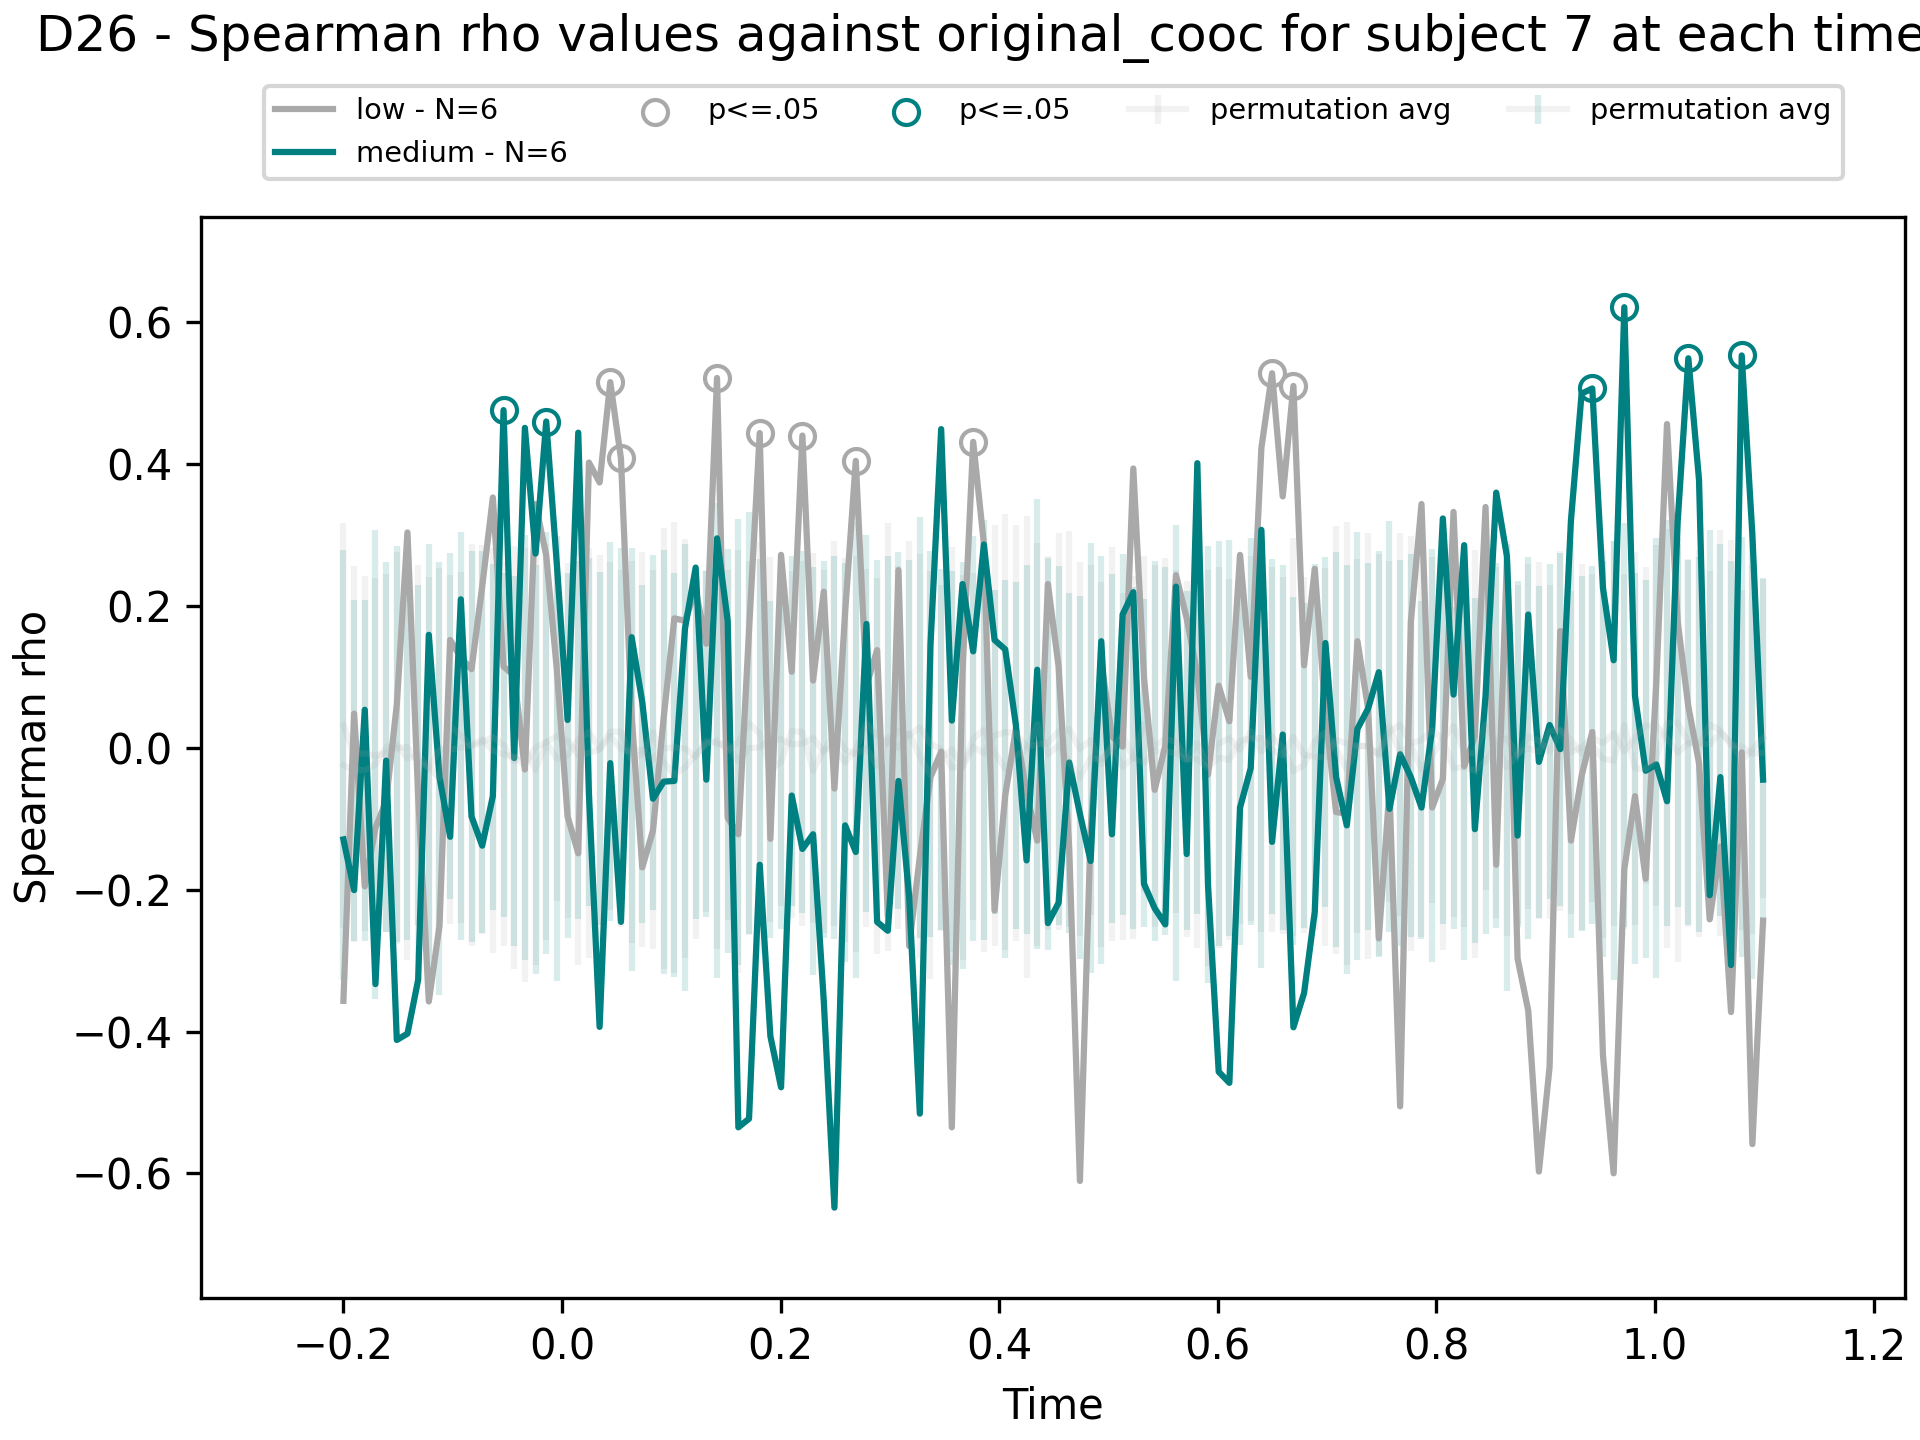 D26 - Spearman rho values against original_cooc for subject 7 at each time
low - N=6 p<=.05 p<=.05 permutation avg permutation avg
medium - N=6
0.6
0.4
0.2
0.0
−0.2
−0.4
−0.6
Spearman rho
−0.2 0.0 0.2 0.4 0.6 0.8 1.0 1.2
Time